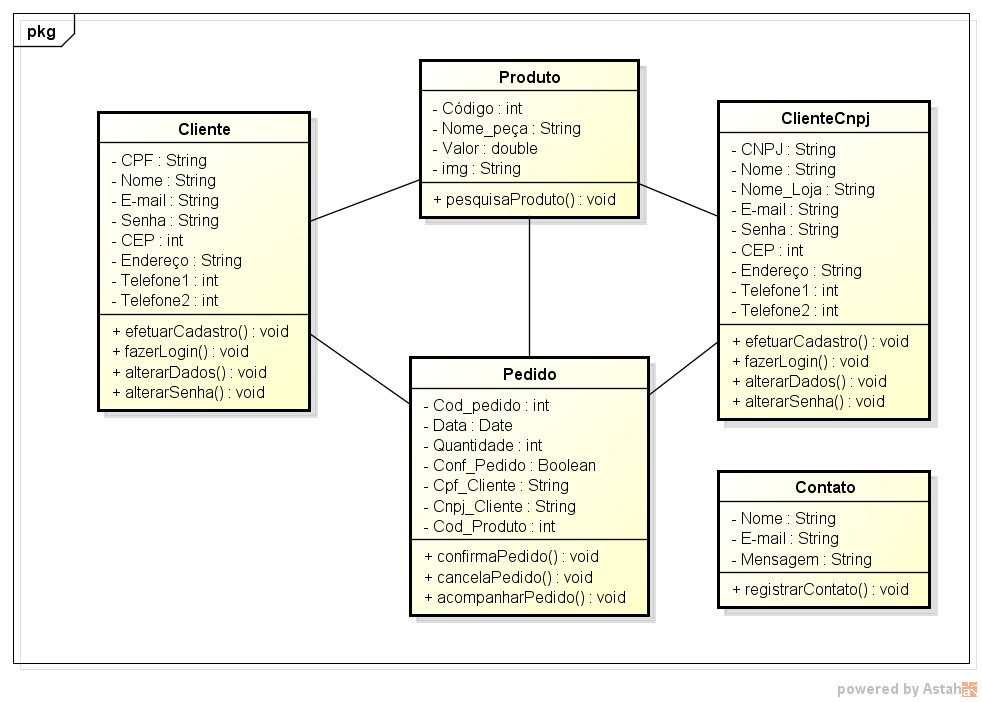 pkg
Cliente
- CPF : String
- Nome : String
- E-mail : String
- Senha : String
- CEP : int
- Endereço : String
- Telefone1 : int
- Telefone2 : int
+ efetuarCadastro() : void
+ fazerLogin() : void
+ alterarDados() : void
+ alterarSenha() : void
Produto
- Código : int
- Nome_peça : String
- Valor : double
- img : String
+ pesquisaProduto() : void
ClienteCnpj
- CNPJ : String
- Nome : String
- Nome_Loja : String
- E-mail : String
- Senha : String
- CEP : int
- Endereço : String
- Telefone1 : int
- Telefone2 : int
+ efetuarCadastro() : void
+ fazerLogin() : void
+ alterarDados() : void
+ alterarSenha() : void
Pedido
- Cod_pedido : int
- Data : Date
- Quantidade : int
- Conf_Pedido : Boolean
- Cpf_Cliente : String
- Cnpj_Cliente : String
- Cod_Produto : int
+ confirmaPedido() : void
+ cancelaPedido() : void
+ acompanharPedido() : void
Contato
- Nome : String
- E-mail : String
- Mensagem : String
+ registrarContato() : void
powered by Astah